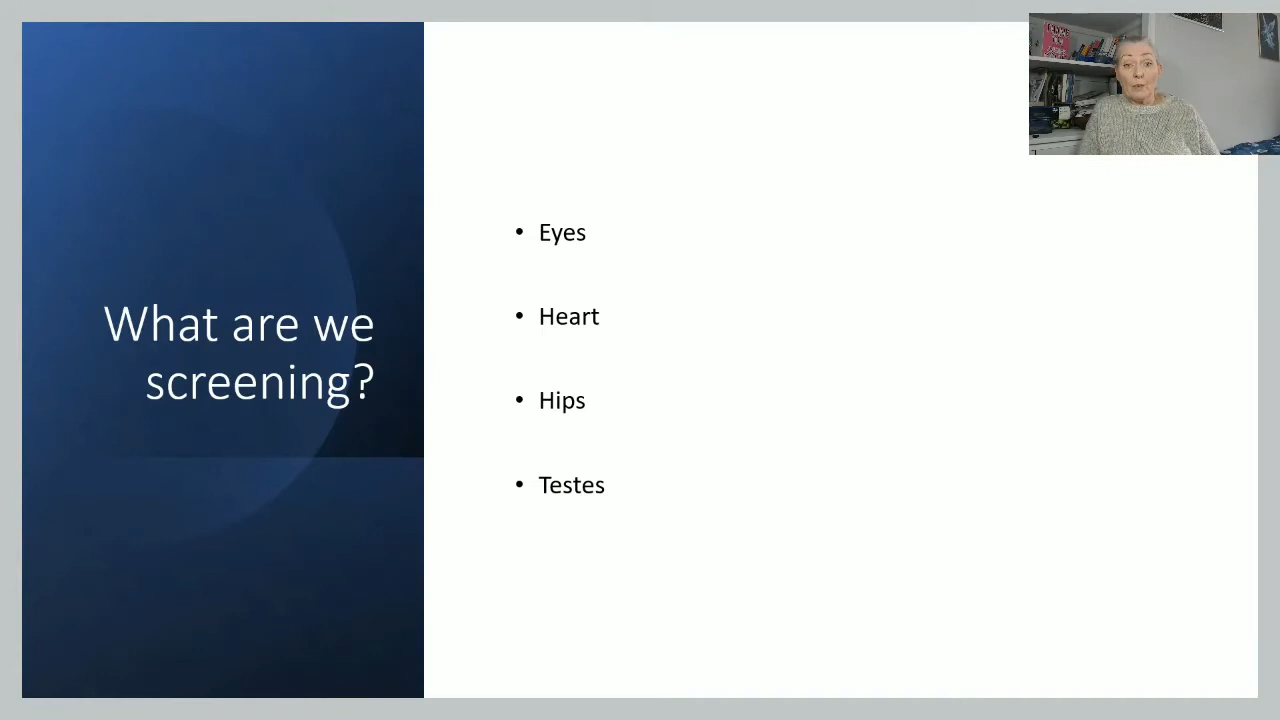 What are we
screening?
• Eyes
• Heart
• Hips
• Testes